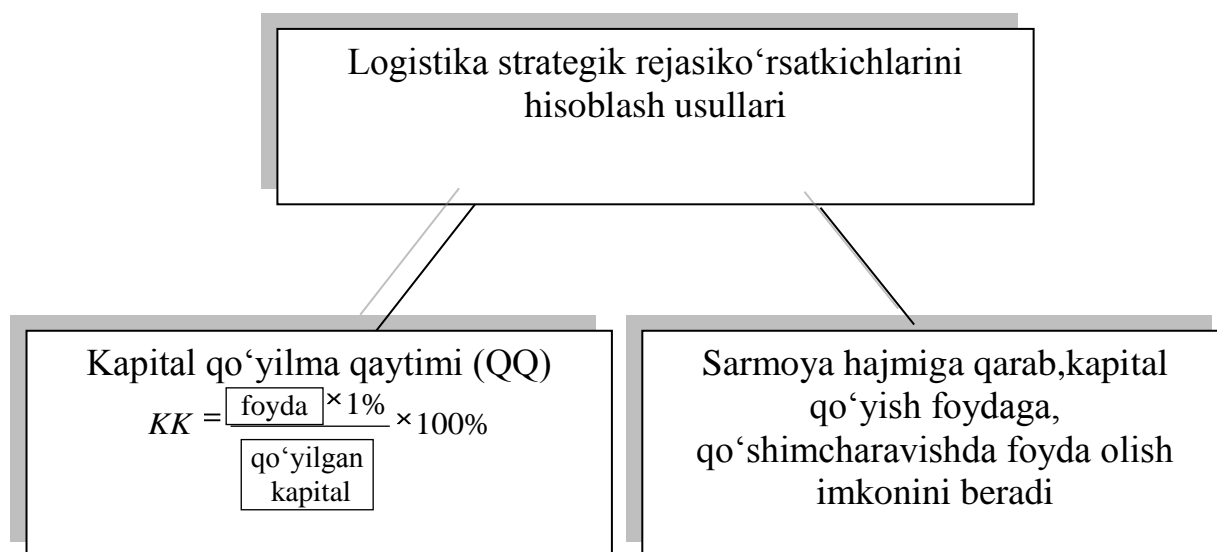 Logistika strategik rejasiko‘rsatkichlarini
hisoblash usullari
Kapital qo‘yilma qaytimi (QQ)
KK = foyda × 1% × 100%
qo‘yilgan
kapital
Sarmoya hajmiga qarab,kapital
qo‘yish foydaga,
qo‘shimcharavishda foyda olish
imkonini beradi